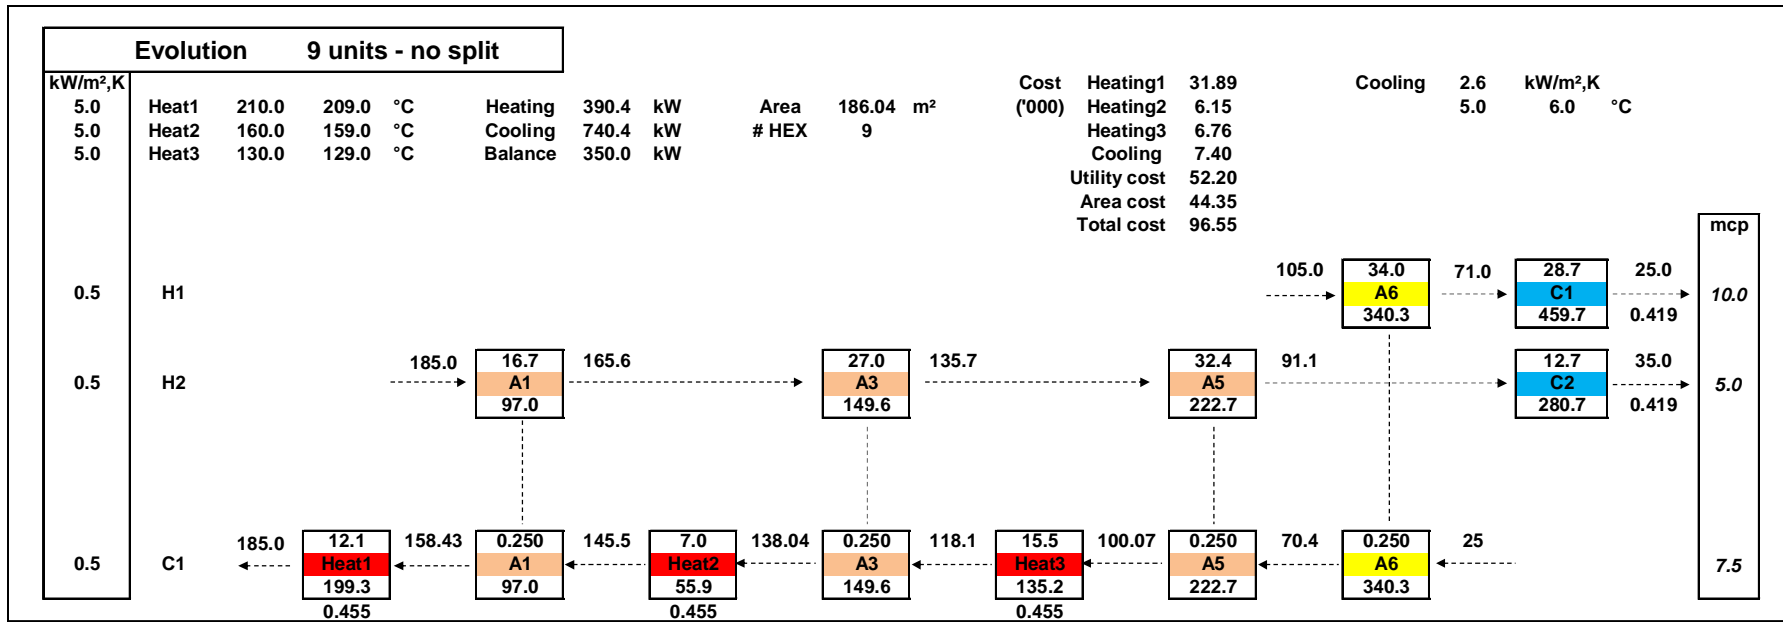 Evolution 9 units - no split
kW/m²,K Cost Heating1 31.89 Cooling 2.6 kW/m²,K
5.0 Heat1 210.0 209.0 °C Heating 390.4 kW Area 186.04 m² ('000) Heating2 6.15 5.0 6.0 °C
5.0 Heat2 160.0 159.0 °C Cooling 740.4 kW # HEX 9 Heating3 6.76
5.0 Heat3 130.0 129.0 °C Balance 350.0 kW Cooling 7.40
Utility cost 52.20
Area cost 44.35
Total cost 96.55 mcp
105.0 34.0 71.0 28.7 25.0
0.5 H1 A6 C1 10.0
340.3 459.7 0.419
185.0 16.7 165.6 27.0 135.7 32.4 91.1 12.7 35.0
0.5 H2 A1 A3 A5 C2 5.0
97.0 149.6 222.7 280.7 0.419
185.0 12.1 158.43 0.250 145.5 7.0 138.04 0.250 118.1 15.5 100.07 0.250 70.4 0.250 25
0.5 C1 Heat1 A1 Heat2 A3 Heat3 A5 A6 7.5
199.3 97.0 55.9 149.6 135.2 222.7 340.3
0.455 0.455 0.455